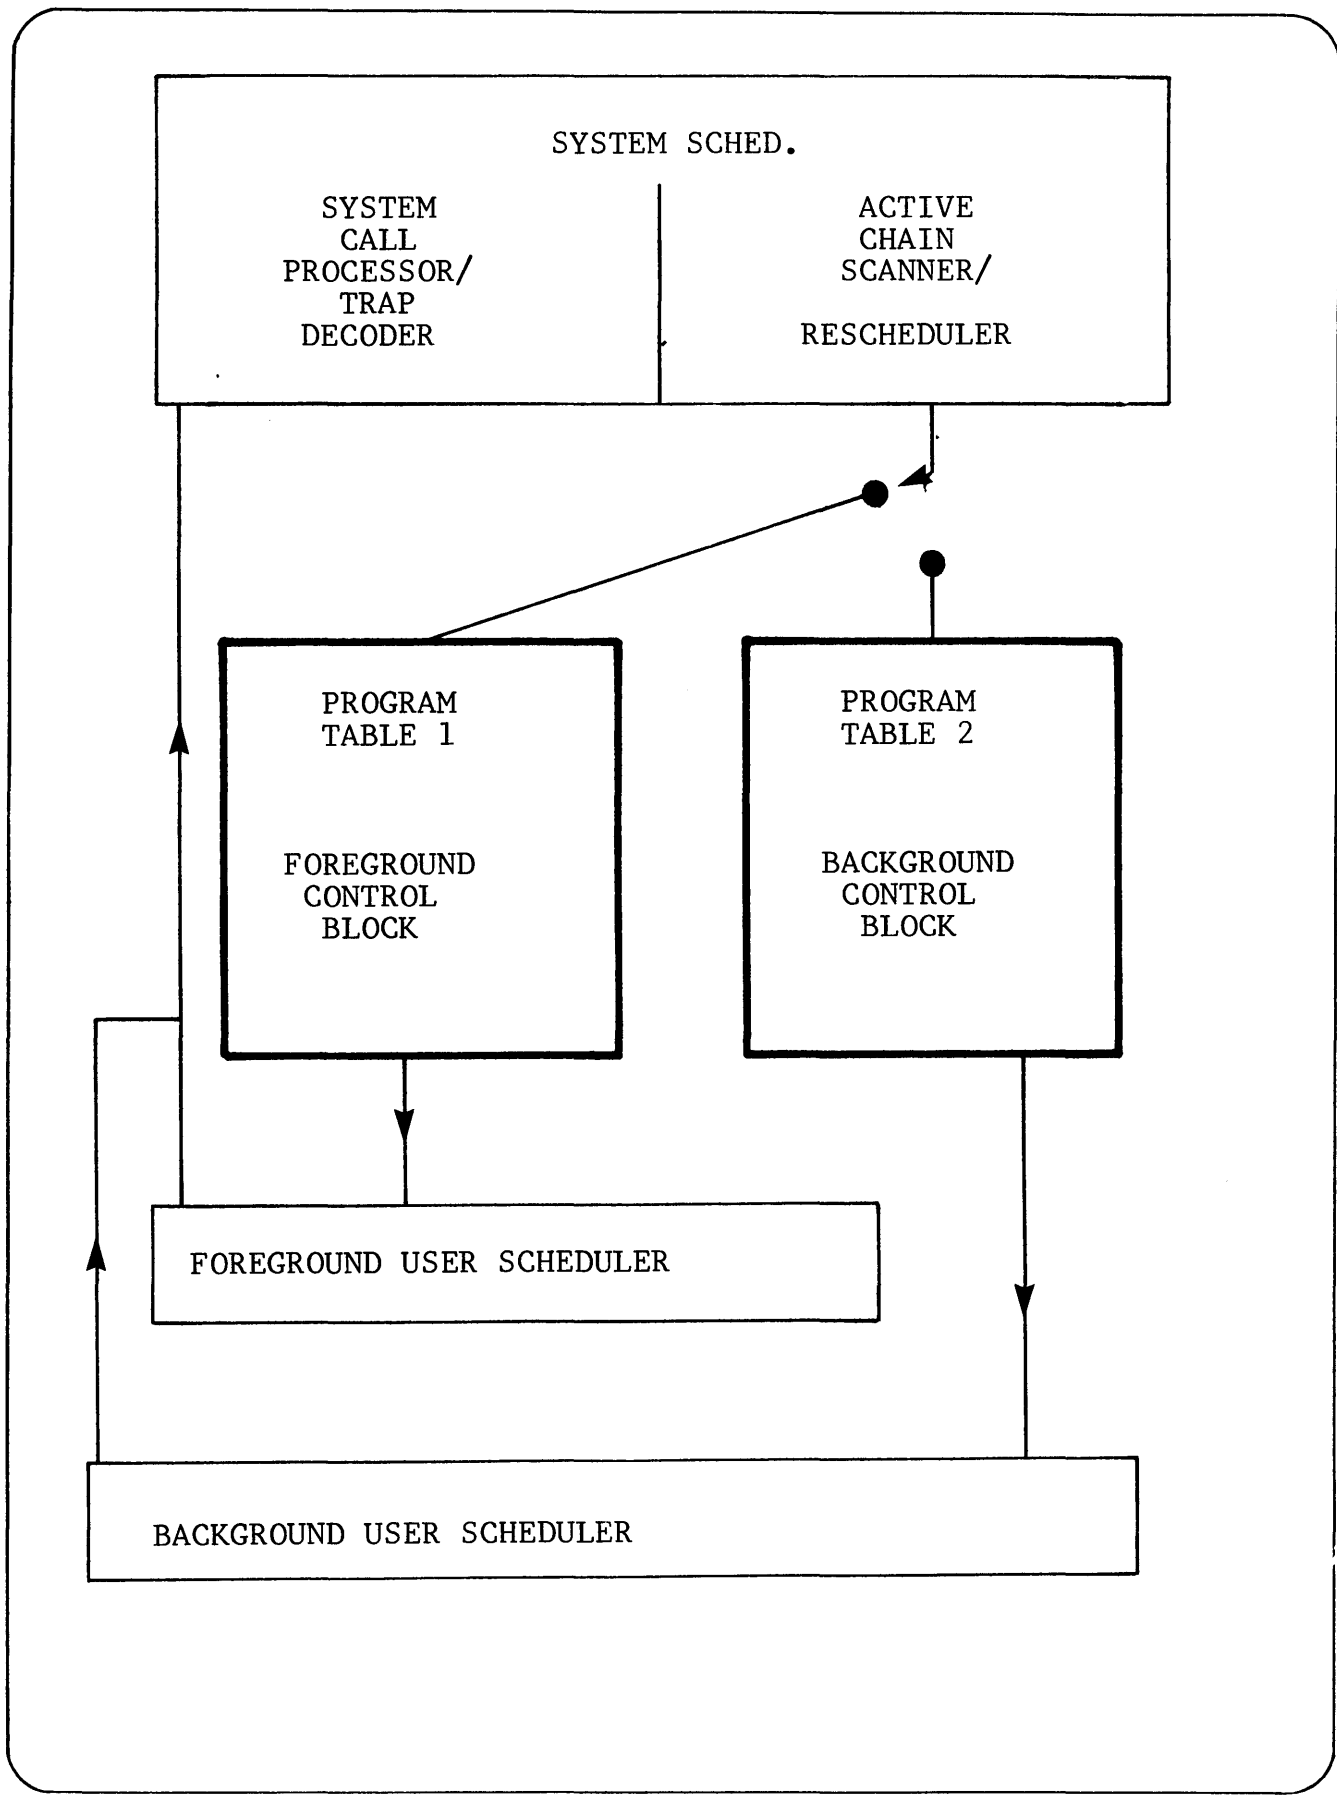 SYSTEM SCHED.
SYSTEM
CALL
PROCESSOR/
TRAP
DECODER
ACTIVE
CHAIN
SCANNER/
RESCHEDULER
PROGRAM
TABLE 1
FOREGROUND
CONTROL
BLOCK
PROGRAM
TABLE 2
BACKGROUND
CONTROL
BLOCK
FOREGROUND USER SCHEDULER
BACKGROUND USER SCHEDULER